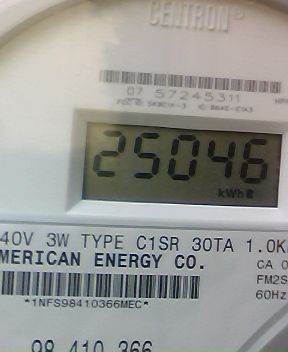 CENTRON®
07 57245311
25046
kWh
40V 3W TYPE C1SR 30TA 1.0K
MERICAN ENERGY CO.
CA 0
FM2S
60Hz
*1NFS98410366MEC*
98 410 366